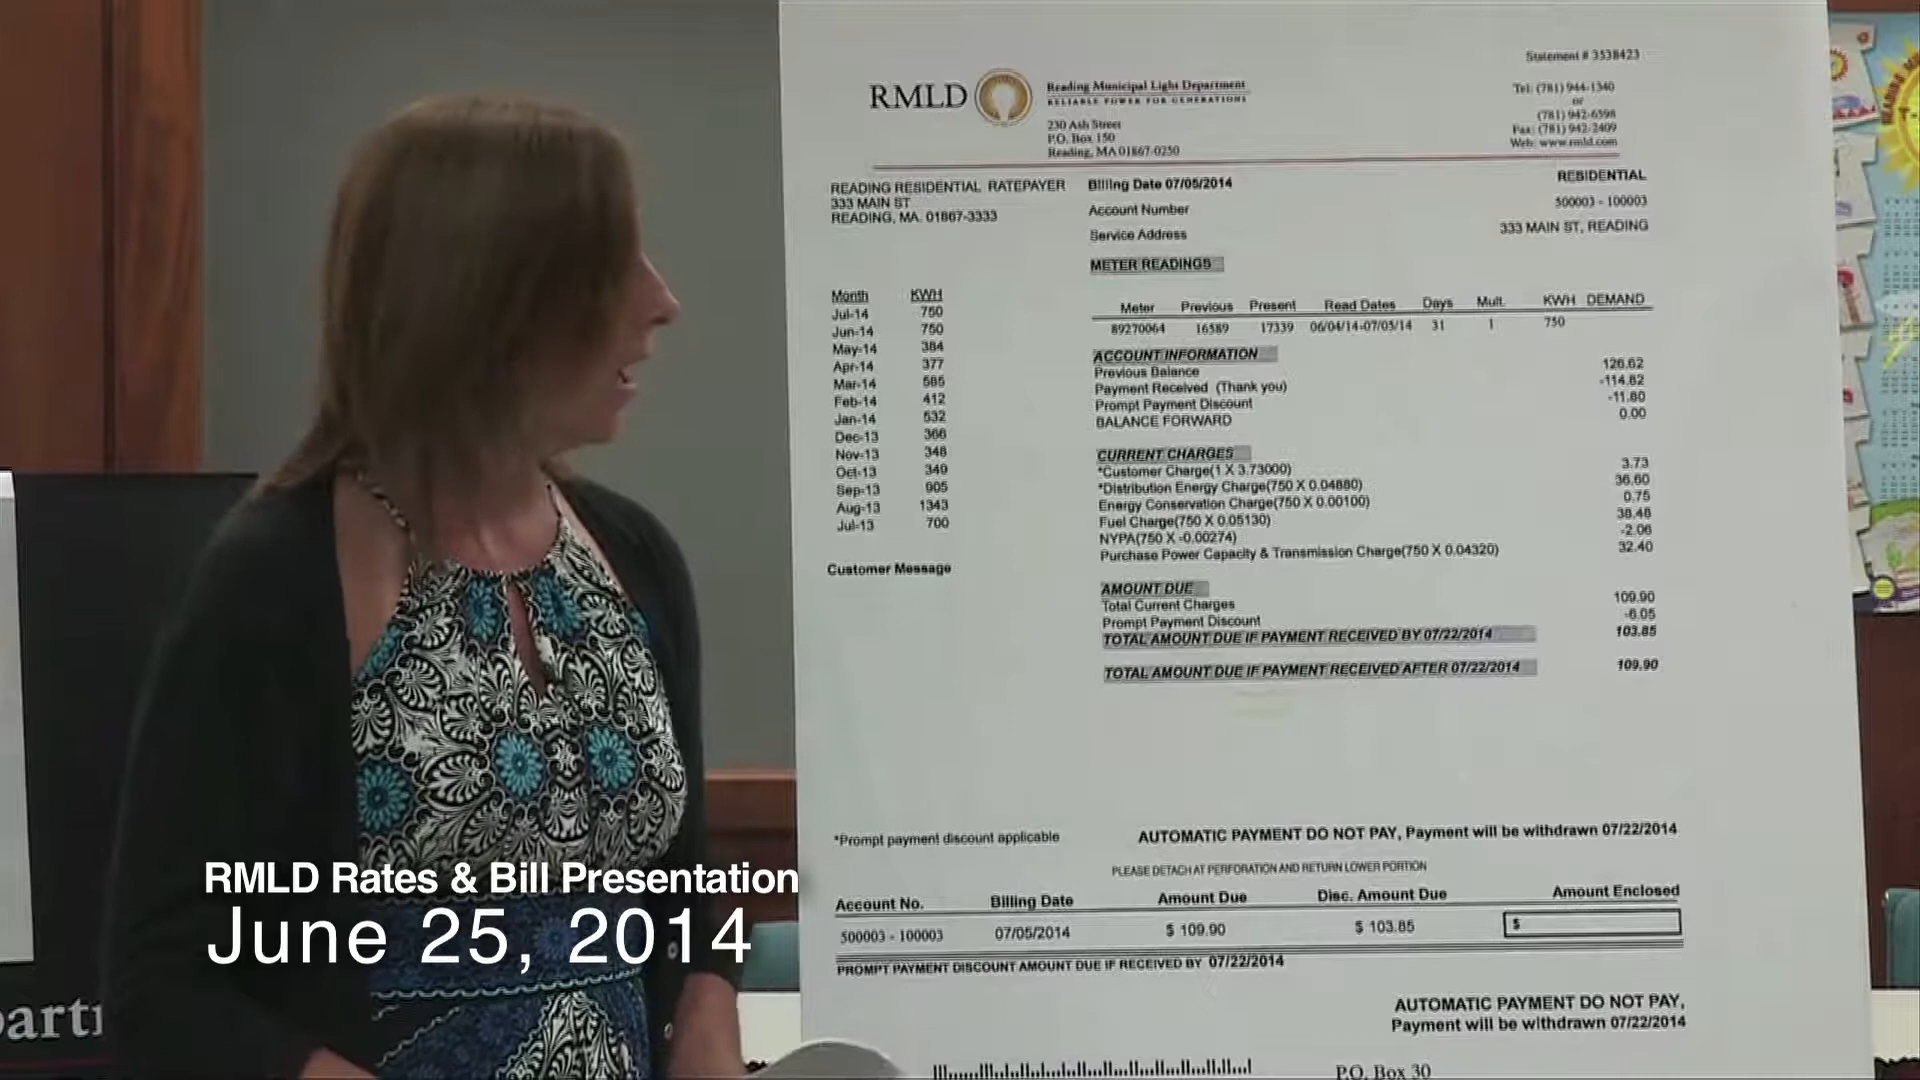 Statement # 3538423
RMLD
Reading Municipal Light Department
RELIABLE POWER FOR GENERATIONS
230 Ash Street
P.O. Box 150
Reading, MA 01867-0250
Tel: (781) 944-1340
or
(781) 942-6598
Fax: (781) 942-2409
Web: www.rmld.com
READING RESIDENTIAL RATEPAYER
333 MAIN ST
READING, MA. 01867-3333
Billing Date 07/05/2014
RESIDENTIAL
Account Number 500003 - 100003
Service Address 333 MAIN ST, READING
METER READINGS
Meter Previous Present Read Dates Days Mult. KWH DEMAND
89270064 16589 17339 06/04/14-07/05/14 31 1 750
Month KWH
Jul-14 750
Jun-14 750
May-14 384
Apr-14 377
Mar-14 585
Feb-14 412
Jan-14 532
Dec-13 366
Nov-13 348
Oct-13 349
Sep-13 905
Aug-13 1343
Jul-13 700
Customer Message
ACCOUNT INFORMATION
Previous Balance 126.62
Payment Received (Thank you) -114.82
Prompt Payment Discount -11.80
BALANCE FORWARD 0.00
CURRENT CHARGES
*Customer Charge(1 X 3.73000) 3.73
*Distribution Energy Charge(750 X 0.04880) 36.60
Energy Conservation Charge(750 X 0.00100) 0.75
Fuel Charge(750 X 0.05130) 38.48
NYPA(750 X -0.00274) -2.06
Purchase Power Capacity & Transmission Charge(750 X 0.04320) 32.40
AMOUNT DUE
Total Current Charges 109.90
Prompt Payment Discount -6.05
TOTAL AMOUNT DUE IF PAYMENT RECEIVED BY 07/22/2014 103.85
TOTAL AMOUNT DUE IF PAYMENT RECEIVED AFTER 07/22/2014 109.90
*Prompt payment discount applicable
AUTOMATIC PAYMENT DO NOT PAY, Payment will be withdrawn 07/22/2014
PLEASE DETACH AT PERFORATION AND RETURN LOWER PORTION
Account No. Billing Date Amount Due Disc. Amount Due Amount Enclosed
500003 - 100003 07/05/2014 $ 109.90 $ 103.85 $
PROMPT PAYMENT DISCOUNT AMOUNT DUE IF RECEIVED BY 07/22/2014
AUTOMATIC PAYMENT DO NOT PAY,
Payment will be withdrawn 07/22/2014
P.O. Box 30
RMLD Rates & Bill Presentation
June 25, 2014